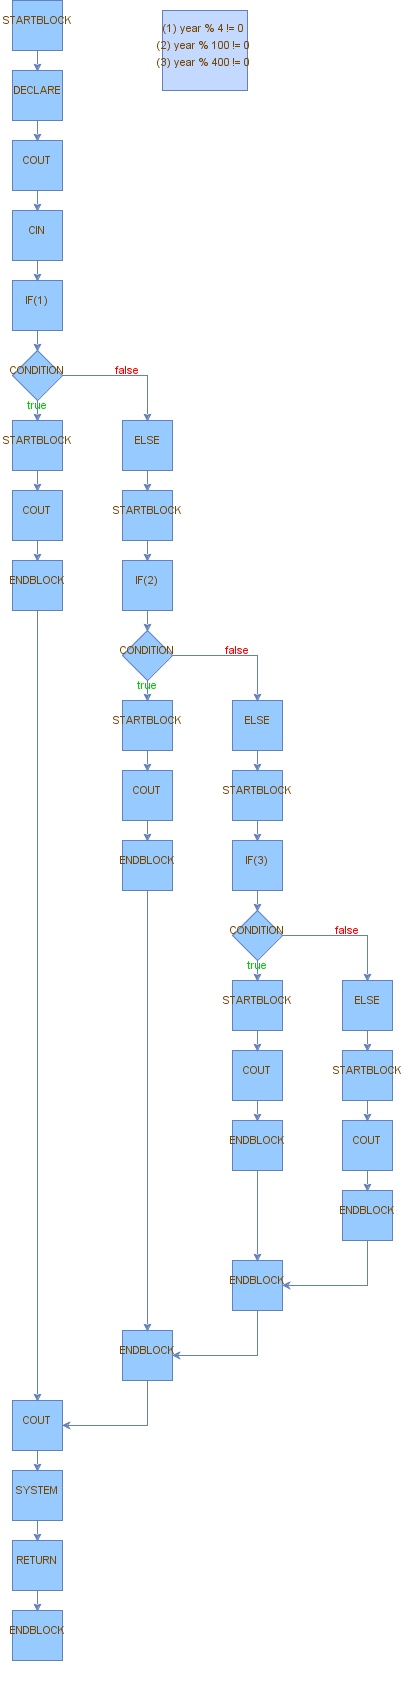 STARTBLOCK
(1) year % 4 != 0
(2) year % 100 != 0
(3) year % 400 != 0
DECLARE
COUT
CIN
IF(1)
CONDITION
false
true
STARTBLOCK
ELSE
COUT
STARTBLOCK
ENDBLOCK
IF(2)
CONDITION
false
true
STARTBLOCK
ELSE
COUT
STARTBLOCK
ENDBLOCK
IF(3)
CONDITION
false
true
STARTBLOCK
ELSE
COUT
STARTBLOCK
ENDBLOCK
COUT
ENDBLOCK
ENDBLOCK
ENDBLOCK
COUT
SYSTEM
RETURN
ENDBLOCK